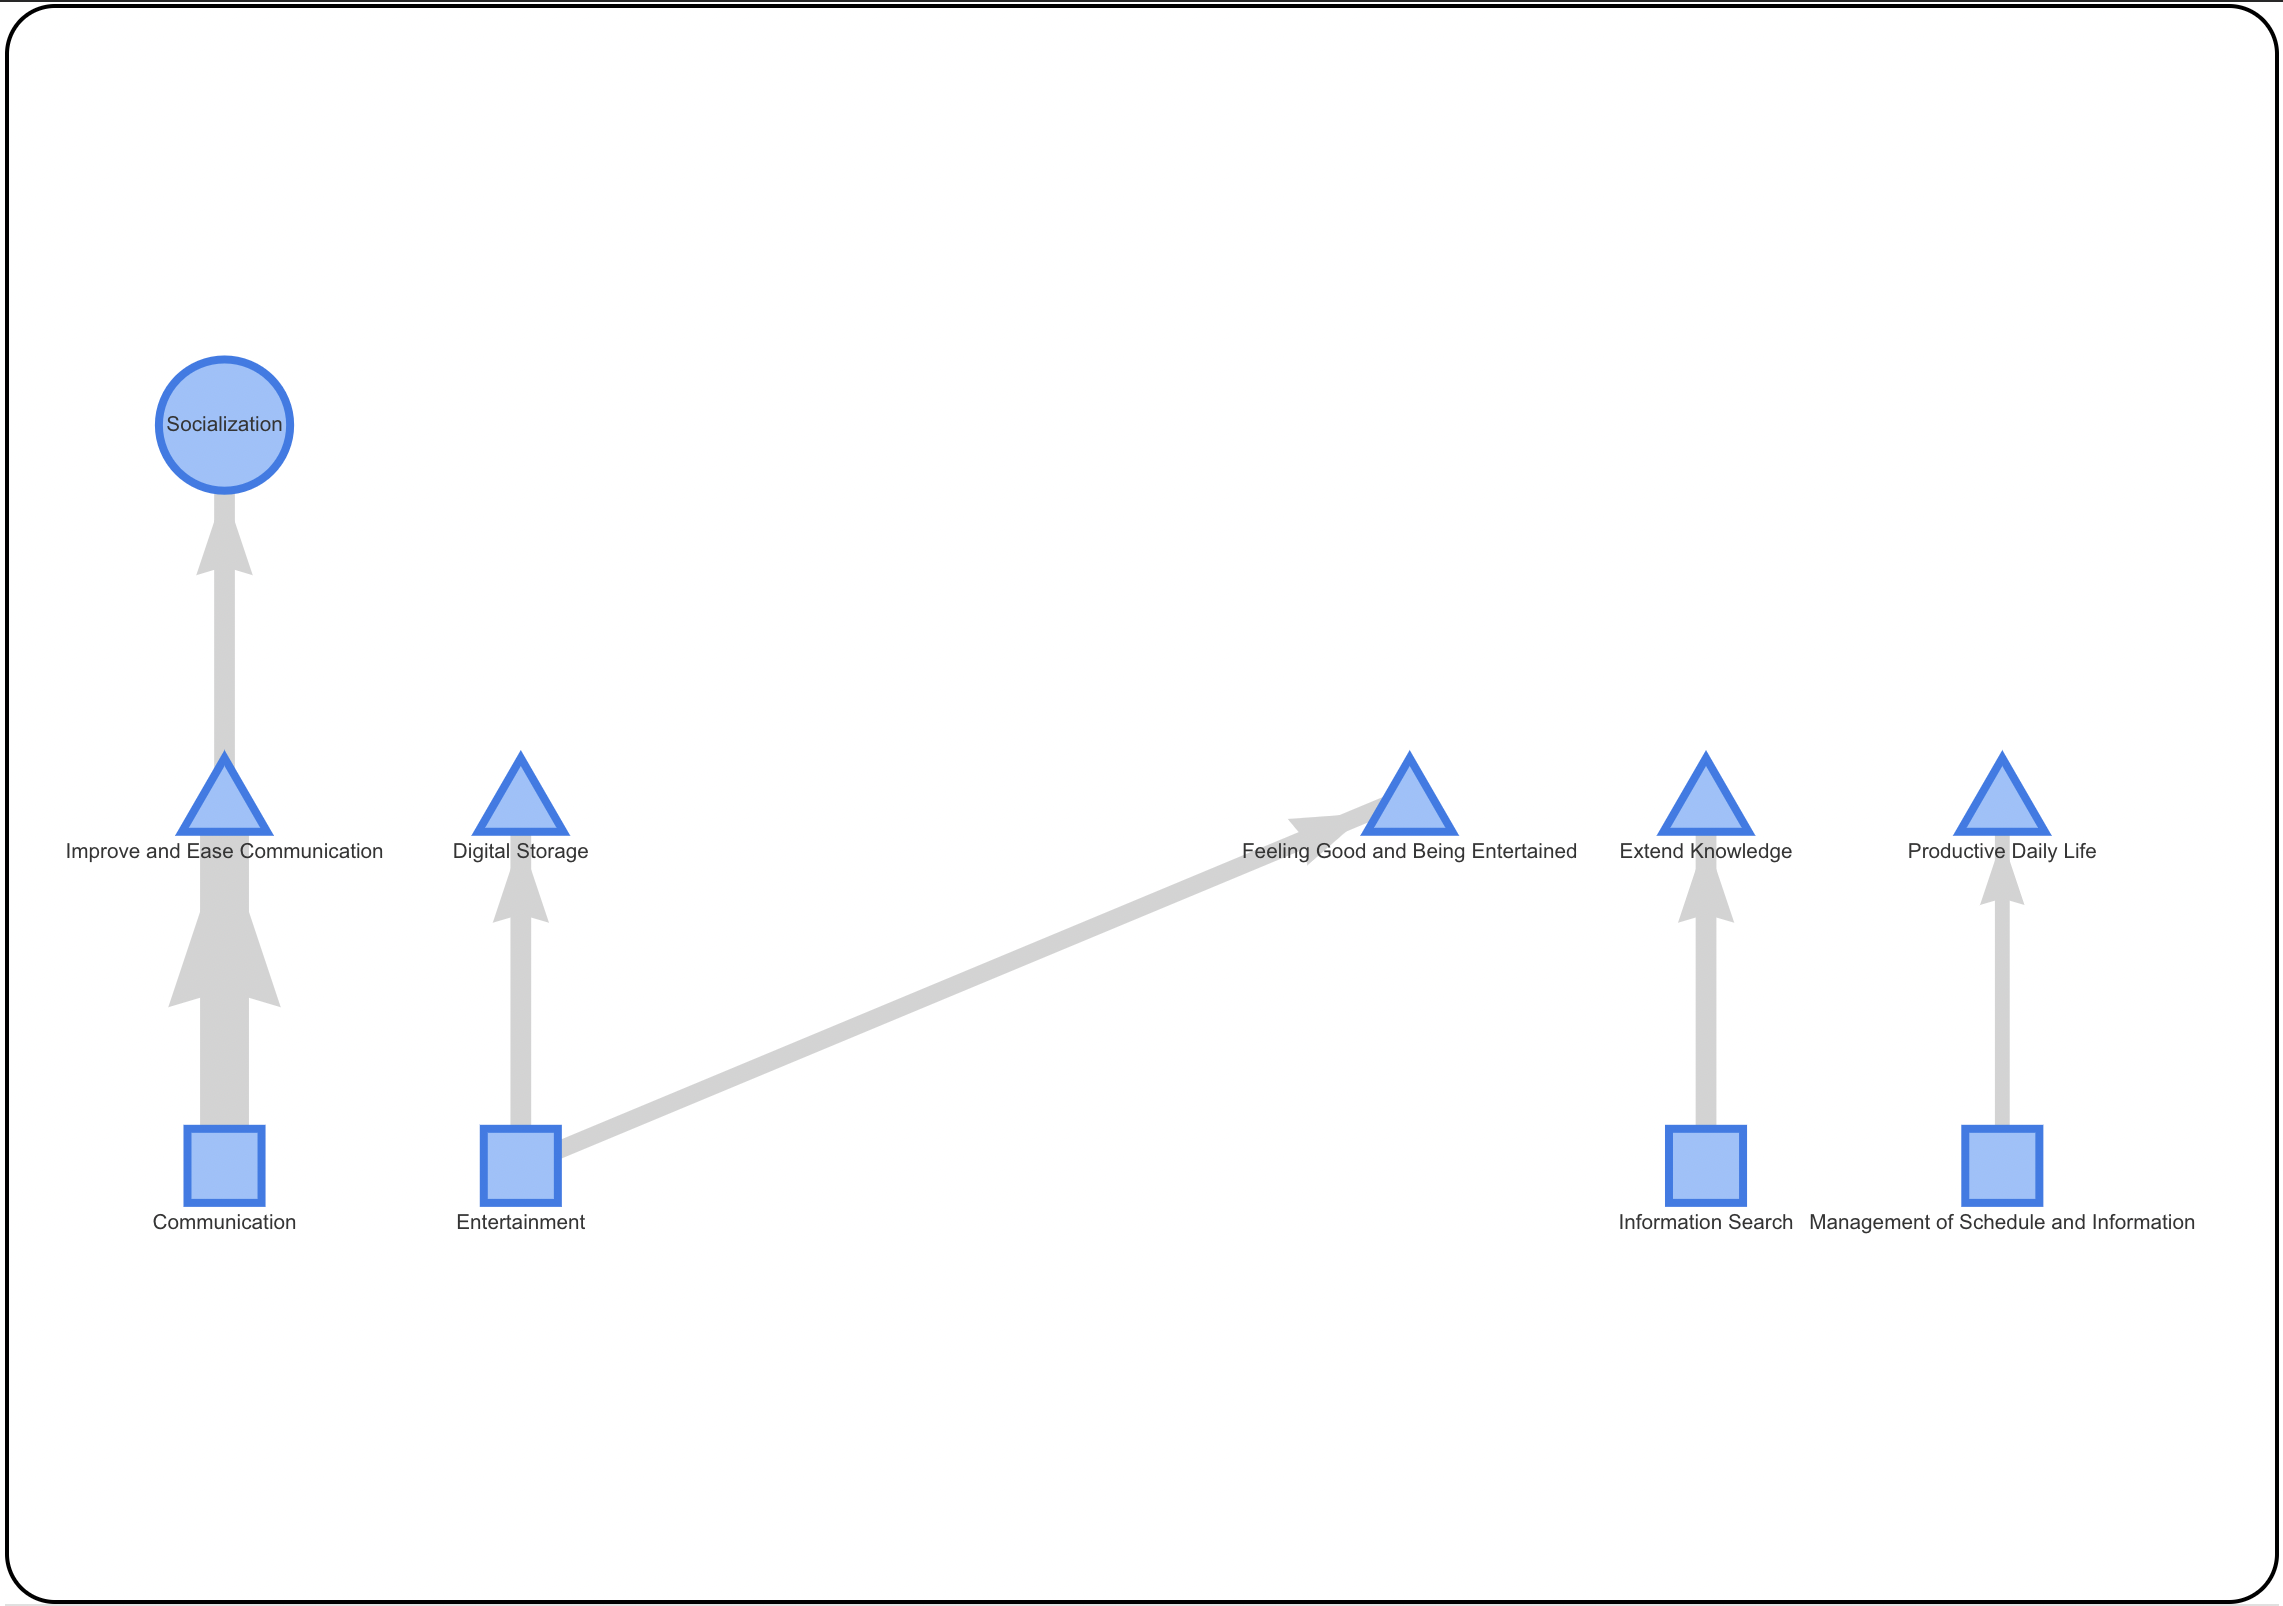 Socialization
Improve and Ease Communication
Digital Storage
Feeling Good and Being Entertained
Extend Knowledge
Productive Daily Life
Communication
Entertainment
Information Search
Management of Schedule and Information